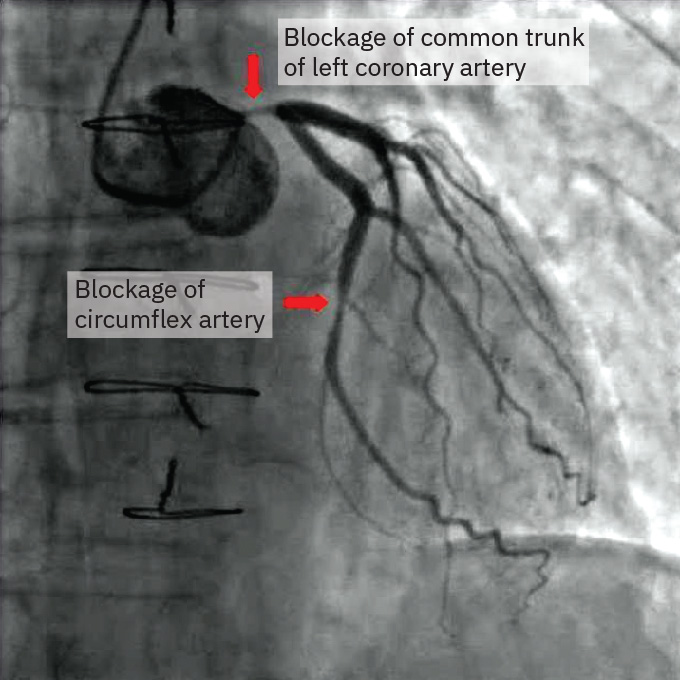 Blockage of common trunk
of left coronary artery
Blockage of
circumflex artery